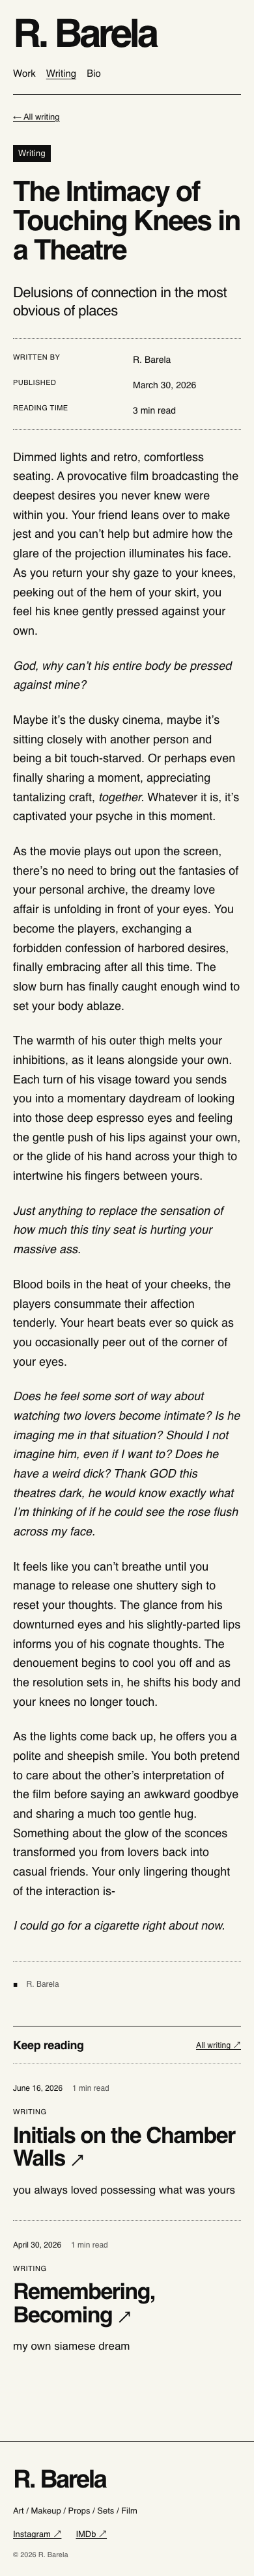 R. Barela
Work Writing Bio
← All writing
Writing
The Intimacy of
Touching Knees in
a Theatre
Delusions of connection in the most
obvious of places
WRITTEN BY R. Barela
PUBLISHED March 30, 2026
READING TIME 3 min read
Dimmed lights and retro, comfortless
seating. A provocative film broadcasting the
deepest desires you never knew were
within you. Your friend leans over to make
jest and you can’t help but admire how the
glare of the projection illuminates his face.
As you return your shy gaze to your knees,
peeking out of the hem of your skirt, you
feel his knee gently pressed against your
own.
God, why can’t his entire body be pressed
against mine?
Maybe it’s the dusky cinema, maybe it’s
sitting closely with another person and
being a bit touch-starved. Or perhaps even
finally sharing a moment, appreciating
tantalizing craft, together. Whatever it is, it’s
captivated your psyche in this moment.
As the movie plays out upon the screen,
there’s no need to bring out the fantasies of
your personal archive, the dreamy love
affair is unfolding in front of your eyes. You
become the players, exchanging a
forbidden confession of harbored desires,
finally embracing after all this time. The
slow burn has finally caught enough wind to
set your body ablaze.
The warmth of his outer thigh melts your
inhibitions, as it leans alongside your own.
Each turn of his visage toward you sends
you into a momentary daydream of looking
into those deep espresso eyes and feeling
the gentle push of his lips against your own,
or the glide of his hand across your thigh to
intertwine his fingers between yours.
Just anything to replace the sensation of
how much this tiny seat is hurting your
massive ass.
Blood boils in the heat of your cheeks, the
players consummate their affection
tenderly. Your heart beats ever so quick as
you occasionally peer out of the corner of
your eyes.
Does he feel some sort of way about
watching two lovers become intimate? Is he
imaging me in that situation? Should I not
imagine him, even if I want to? Does he
have a weird dick? Thank GOD this
theatres dark, he would know exactly what
I’m thinking of if he could see the rose flush
across my face.
It feels like you can’t breathe until you
manage to release one shuttery sigh to
reset your thoughts. The glance from his
downturned eyes and his slightly-parted lips
informs you of his cognate thoughts. The
denouement begins to cool you off and as
the resolution sets in, he shifts his body and
your knees no longer touch.
As the lights come back up, he offers you a
polite and sheepish smile. You both pretend
to care about the other’s interpretation of
the film before saying an awkward goodbye
and sharing a much too gentle hug.
Something about the glow of the sconces
transformed you from lovers back into
casual friends. Your only lingering thought
of the interaction is-
I could go for a cigarette right about now.
■ R. Barela
Keep reading All writing ↗
June 16, 2026 1 min read
WRITING
Initials on the Chamber
Walls ↗
you always loved possessing what was yours
April 30, 2026 1 min read
WRITING
Remembering,
Becoming ↗
my own siamese dream
R. Barela
Art / Makeup / Props / Sets / Film
Instagram ↗ IMDb ↗
© 2026 R. Barela